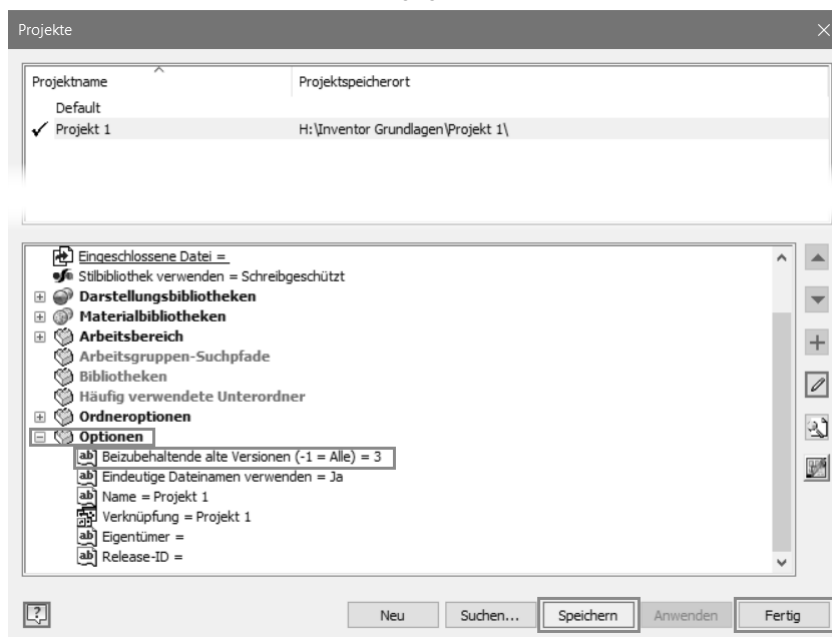 Projekte
Projektname Projektspeicherort
Default
Projekt 1 H:\Inventor Grundlagen\Projekt 1\
Eingeschlossene Datei =
Stilbibliothek verwenden = Schreibgeschützt
Darstellungsbibliotheken
Materialbibliotheken
Arbeitsbereich
Arbeitsgruppen-Suchpfade
Bibliotheken
Häufig verwendete Unterordner
Ordneroptionen
Optionen
Beizubehaltende alte Versionen (-1 = Alle) = 3
Eindeutige Dateinamen verwenden = Ja
Name = Projekt 1
Verknüpfung = Projekt 1
Eigentümer =
Release-ID =
Neu Suchen... Speichern Anwenden Fertig